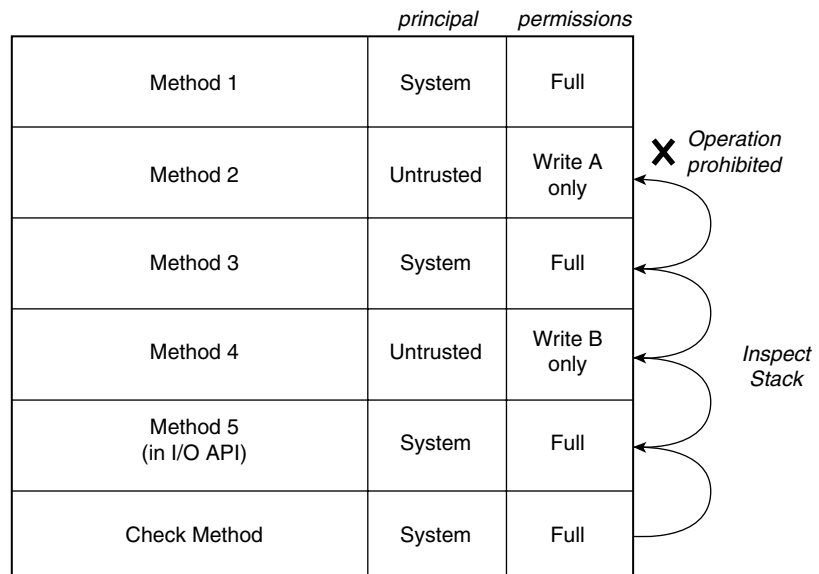 principal permissions
Method 1 System Full
Method 2 Untrusted Write A
only
Operation
prohibited
Method 3 System Full
Method 4 Untrusted Write B
only
Inspect
Stack
Method 5
(in I/O API) System Full
Check Method System Full